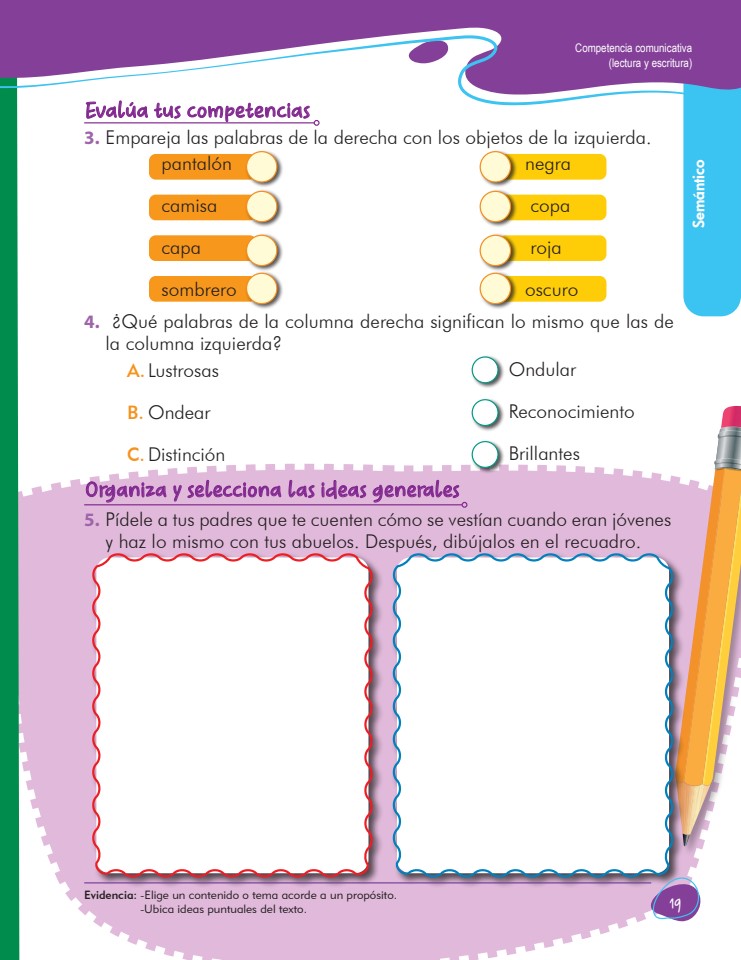 Competencia comunicativa
(lectura y escritura)
Semántico
Evalúa tus competencias
3. Empareja las palabras de la derecha con los objetos de la izquierda.
pantalón negra
camisa copa
capa roja
sombrero oscuro
4. ¿Qué palabras de la columna derecha significan lo mismo que las de
la columna izquierda?
A. Lustrosas Ondular
B. Ondear Reconocimiento
C. Distinción Brillantes
Organiza y selecciona las ideas generales
5. Pídele a tus padres que te cuenten cómo se vestían cuando eran jóvenes
y haz lo mismo con tus abuelos. Después, dibújalos en el recuadro.
Evidencia: -Elige un contenido o tema acorde a un propósito.
-Ubica ideas puntuales del texto.
19